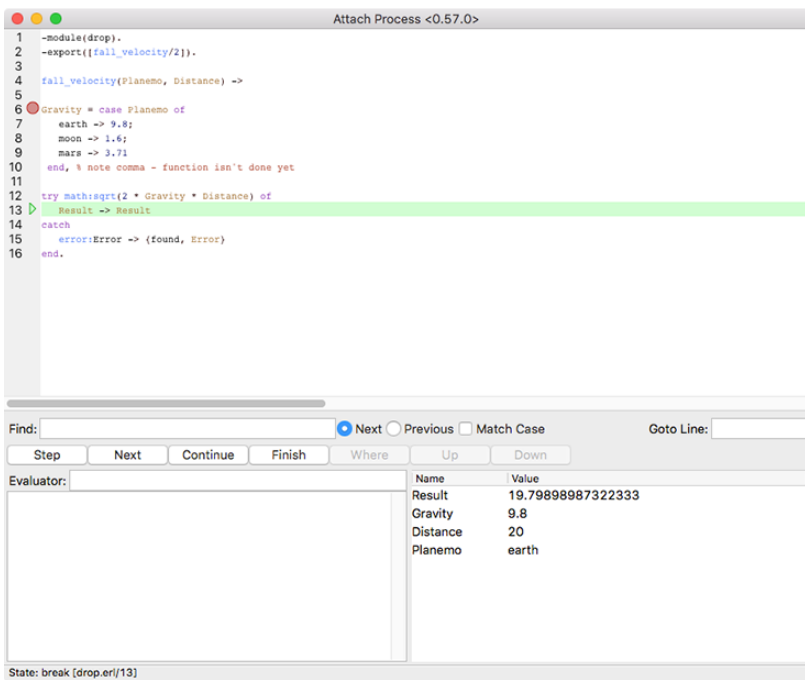 Attach Process <0.57.0>
1 -module(drop).
2 -export([fall_velocity/2]).
3
4 fall_velocity(Planemo, Distance) ->
5
6 Gravity = case Planemo of
7 earth -> 9.8;
8 moon -> 1.6;
9 mars -> 3.71
10 end, % note comma - function isn't done yet
11
12 try math:sqrt(2 * Gravity * Distance) of
13 Result -> Result
14 catch
15 error:Error -> {found, Error}
16 end.
Find: Next Previous Match Case Goto Line:
Step Next Continue Finish Where Up Down
Evaluator:
Name Value
Result 19.79898987322333
Gravity 9.8
Distance 20
Planemo earth
State: break [drop.erl/13]